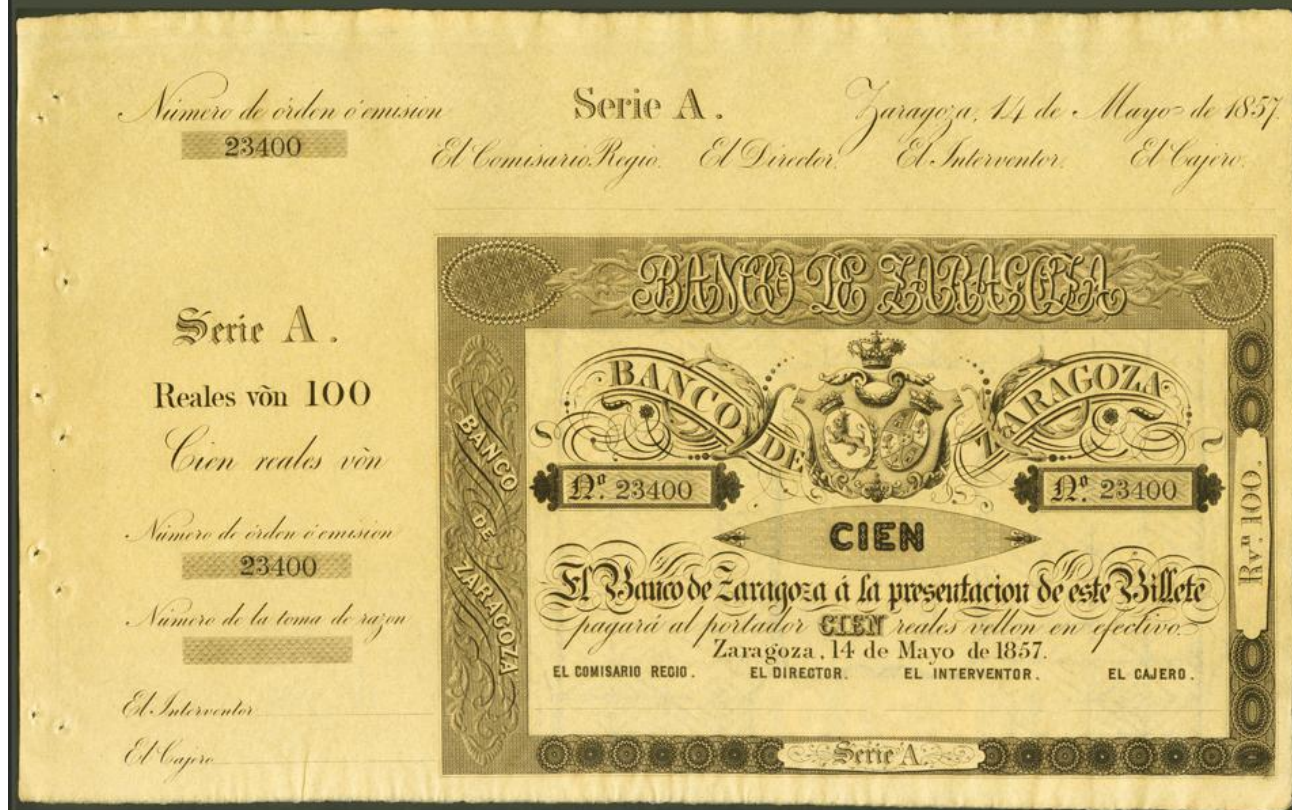 Número de órden ó emision
23400
Serie A.
Zaragoza, 14 de Mayo de 1857.
El Comisario Regio. El Director. El Interventor. El Cajero.
Serie A.
Reales vòn 100
Cien reales vòn
Número de órden ó emision
23400
Número de la toma de razon
El Interventor
El Cajero
BANCO DE ZARAGOZA
BANCO DE ZARAGOZA
BANCO DE ZARAGOZA
Nº. 23400
Nº. 23400
CIEN
El Banco de Zaragoza á la presentacion de este Billete
pagará al portador CIEN reales vellon en efectivo.
Zaragoza, 14 de Mayo de 1857.
EL COMISARIO REGIO. EL DIRECTOR. EL INTERVENTOR. EL CAJERO.
Serie A.
Rvⁿ. 100.